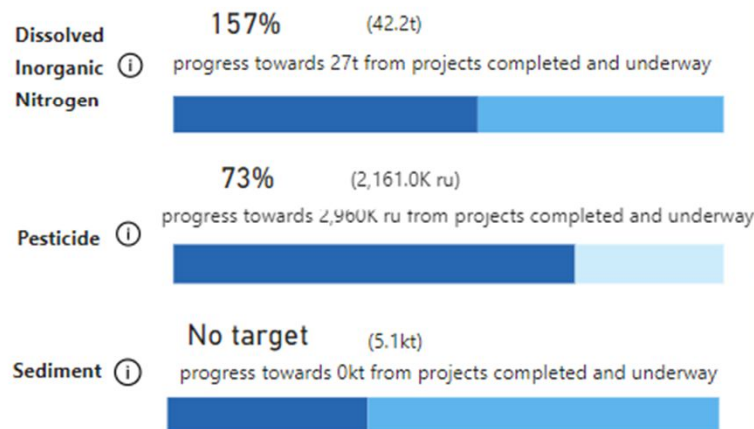 Dissolved
Inorganic
Nitrogen
157% (42.2t)
progress towards 27t from projects completed and underway
Pesticide
73% (2,161.0K ru)
progress towards 2,960K ru from projects completed and underway
Sediment
No target (5.1kt)
progress towards 0kt from projects completed and underway